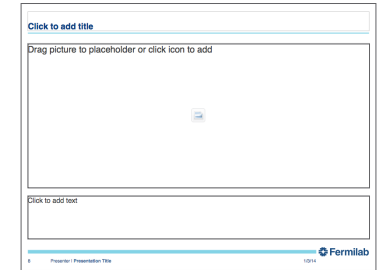 Click to add title
Drag picture to placeholder or click icon to add
Click to add text
Fermilab
6 Presenter | Presentation Title 1/3/14